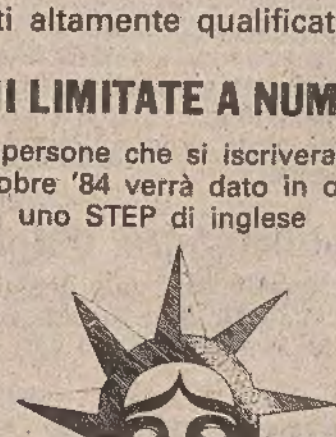 ti altamente qualificat
I LIMITATE A NUM
persone che si iscrivera
obre '84 verrà dato in o
uno STEP di inglese